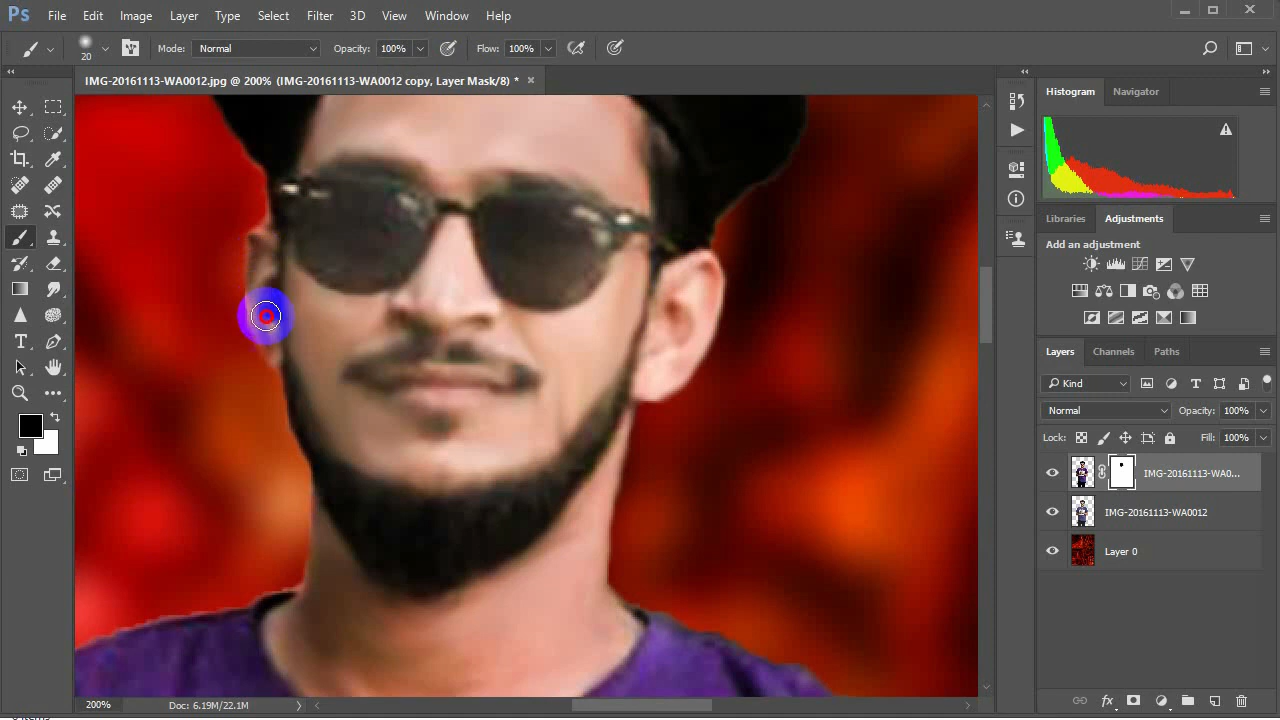 Ps File Edit Image Layer Type Select Filter 3D View Window Help
20 Mode: Normal Opacity: 100% Flow: 100%
IMG-20161113-WA0012.jpg @ 200% (IMG-20161113-WA0012 copy, Layer Mask/8) * ×
Histogram Navigator
Libraries Adjustments
Add an adjustment
Layers Channels Paths
Kind
Normal Opacity: 100%
Lock: Fill: 100%
IMG-20161113-WA0...
IMG-20161113-WA0012
Layer 0
200% Doc: 6.19M/22.1M